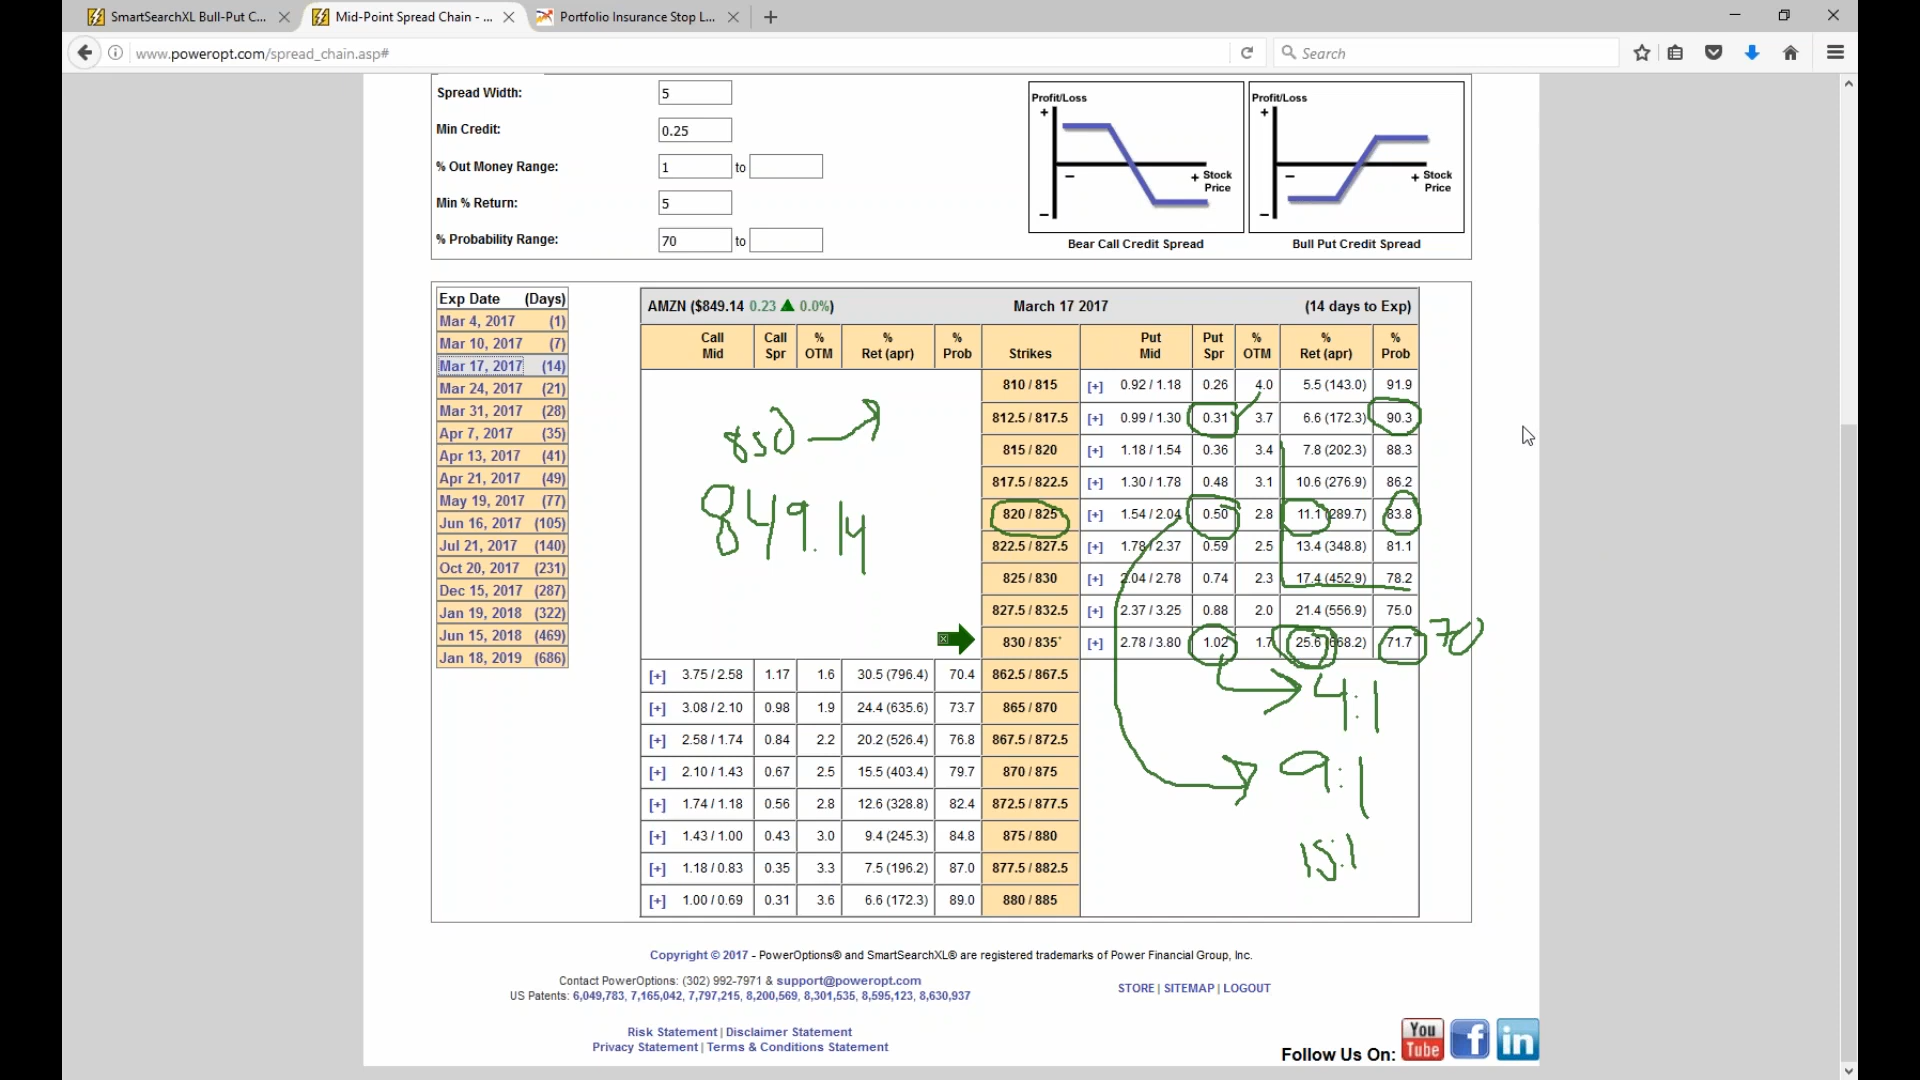 SmartSearchXL Bull-Put C...
Mid-Point Spread Chain - ...
Portfolio Insurance Stop L...
www.poweropt.com/spread_chain.asp#
Search
Spread Width: 5
Min Credit: 0.25
% Out Money Range: 1 to
Min % Return: 5
% Probability Range: 70 to
Profit/Loss
+
−
− + Stock Price
Bear Call Credit Spread
Profit/Loss
+
−
− + Stock Price
Bull Put Credit Spread
Exp Date (Days)
Mar 4, 2017 (1)
Mar 10, 2017 (7)
Mar 17, 2017 (14)
Mar 24, 2017 (21)
Mar 31, 2017 (28)
Apr 7, 2017 (35)
Apr 13, 2017 (41)
Apr 21, 2017 (49)
May 19, 2017 (77)
Jun 16, 2017 (105)
Jul 21, 2017 (140)
Oct 20, 2017 (231)
Dec 15, 2017 (287)
Jan 19, 2018 (322)
Jun 15, 2018 (469)
Jan 18, 2019 (686)
AMZN ($849.14 0.23 ▲ 0.0%) March 17 2017 (14 days to Exp)
Call Mid Call Spr % OTM % Ret (apr) % Prob Strikes Put Mid Put Spr % OTM % Ret (apr) % Prob
810 / 815 [+] 0.92 / 1.18 0.26 4.0 5.5 (143.0) 91.9
812.5 / 817.5 [+] 0.99 / 1.30 0.31 3.7 6.6 (172.3) 90.3
815 / 820 [+] 1.18 / 1.54 0.36 3.4 7.8 (202.3) 88.3
817.5 / 822.5 [+] 1.30 / 1.78 0.48 3.1 10.6 (276.9) 86.2
820 / 825 [+] 1.54 / 2.04 0.50 2.8 11.1 (289.7) 83.8
822.5 / 827.5 [+] 1.78 / 2.37 0.59 2.5 13.4 (348.8) 81.1
825 / 830 [+] 2.04 / 2.78 0.74 2.3 17.4 (452.9) 78.2
827.5 / 832.5 [+] 2.37 / 3.25 0.88 2.0 21.4 (556.9) 75.0
830 / 835* [+] 2.78 / 3.80 1.02 1.7 25.6 (668.2) 71.7
850
849.14
70
4:1
9:1
15:1
[+] 3.75 / 2.58 1.17 1.6 30.5 (796.4) 70.4 862.5 / 867.5
[+] 3.08 / 2.10 0.98 1.9 24.4 (635.6) 73.7 865 / 870
[+] 2.58 / 1.74 0.84 2.2 20.2 (526.4) 76.8 867.5 / 872.5
[+] 2.10 / 1.43 0.67 2.5 15.5 (403.4) 79.7 870 / 875
[+] 1.74 / 1.18 0.56 2.8 12.6 (328.8) 82.4 872.5 / 877.5
[+] 1.43 / 1.00 0.43 3.0 9.4 (245.3) 84.8 875 / 880
[+] 1.18 / 0.83 0.35 3.3 7.5 (196.2) 87.0 877.5 / 882.5
[+] 1.00 / 0.69 0.31 3.6 6.6 (172.3) 89.0 880 / 885
Copyright © 2017 - PowerOptions® and SmartSearchXL® are registered trademarks of Power Financial Group, Inc.
Contact PowerOptions: (302) 992-7971 & support@poweropt.com
US Patents: 6,049,783, 7,165,042, 7,797,215, 8,200,569, 8,301,535, 8,595,123, 8,630,937
STORE | SITEMAP | LOGOUT
Risk Statement | Disclaimer Statement
Privacy Statement | Terms & Conditions Statement
Follow Us On: You Tube f in